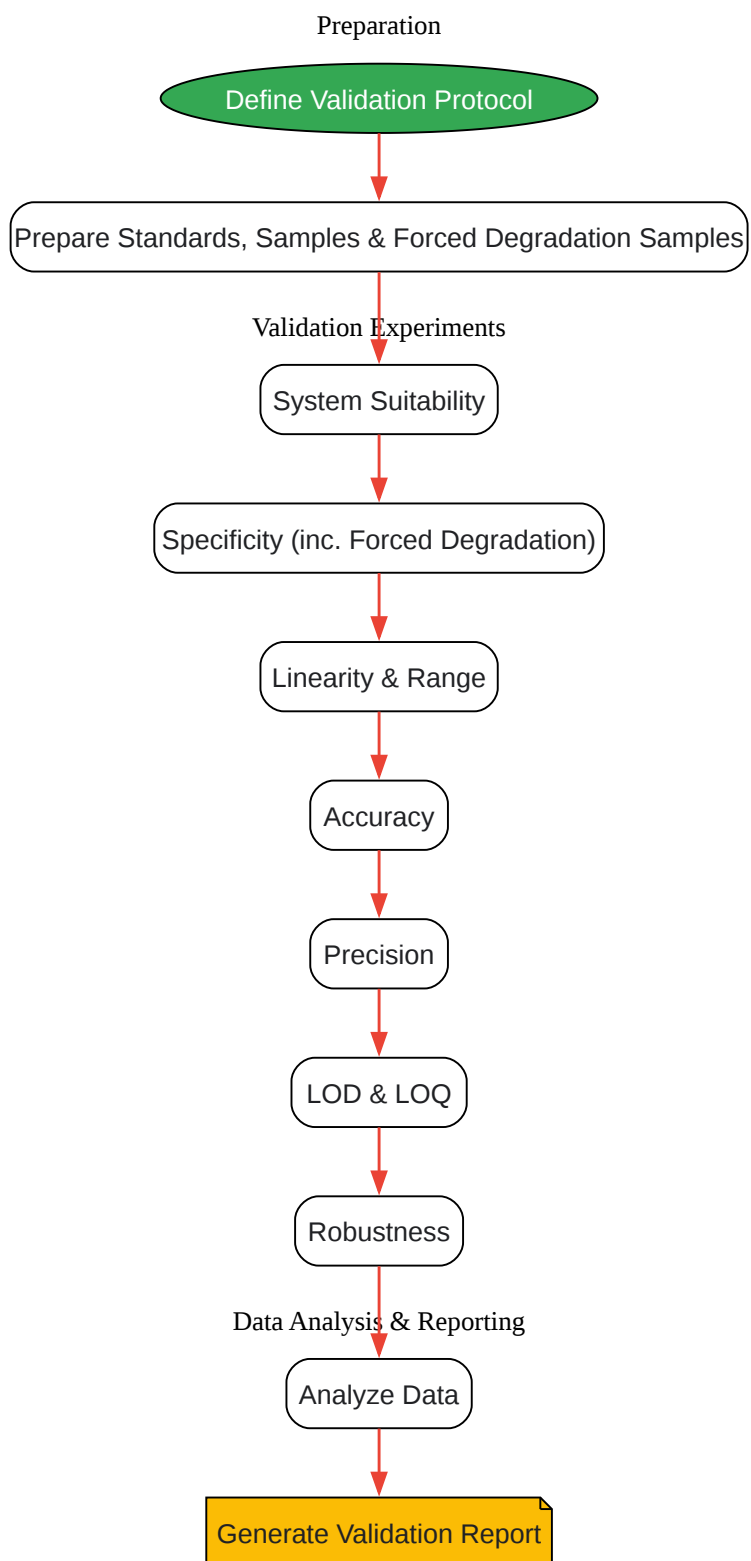 Preparation
Define Validation Protocol
Prepare Standards, Samples & Forced Degradation Samples
Validation Experiments
System Suitability
Specificity (inc. Forced Degradation)
Linearity & Range
Accuracy
Precision
LOD & LOQ
Robustness
Data Analysis & Reporting
Analyze Data
Generate Validation Report